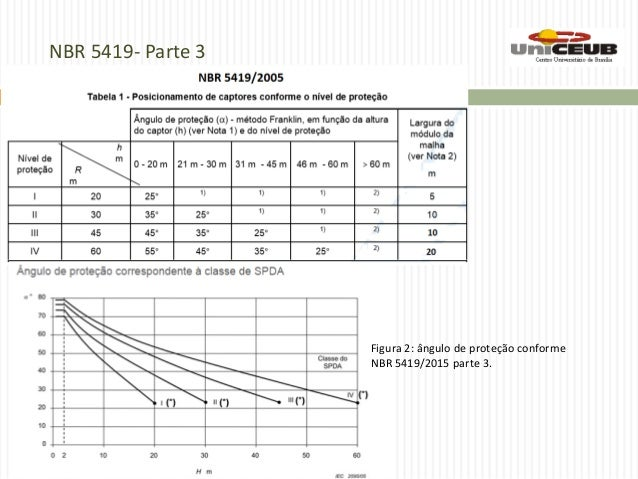 NBR 5419- Parte 3
UniCEUB
Centro Universitário de Brasília
NBR 5419/2005
Tabela 1 - Posicionamento de captores conforme o nível de proteção
Ângulo de proteção (α) - método Franklin, em função da altura
do captor (h) (ver Nota 1) e do nível de proteção
Largura do
módulo da
malha
(ver Nota 2)
m
Nível de
proteção
h
m
R
m
0 - 20 m 21 m - 30 m 31 m - 45 m 46 m - 60 m > 60 m
I 20 25° 1) 1) 1) 2) 5
II 30 35° 25° 1) 1) 2) 10
III 45 45° 35° 25° 1) 2) 10
IV 60 55° 45° 35° 25° 2) 20
Ângulo de proteção correspondente à classe de SPDA
α°
80
70
60
50
40
30
20
10
0
Classe do
SPDA
I (*) II (*) III (*) IV (*)
0 2 10 20 30 40 50 60
H m
Figura 2: ângulo de proteção conforme
NBR 5419/2015 parte 3.